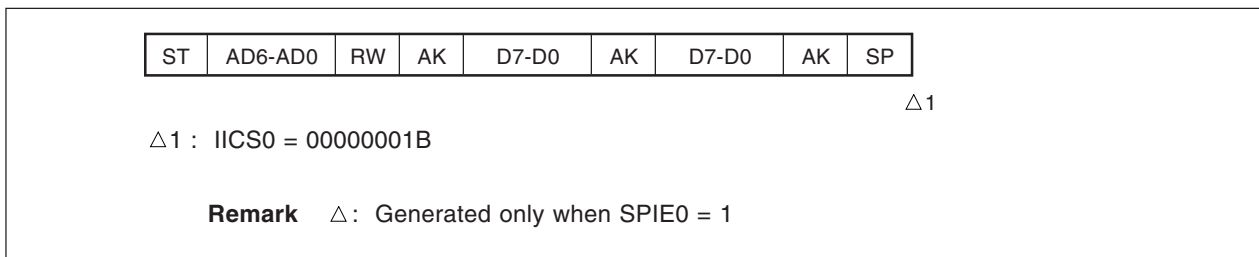 ST AD6-AD0 RW AK D7-D0 AK D7-D0 AK SP
△1
△1 : IICS0 = 00000001B
Remark △ : Generated only when SPIE0 = 1